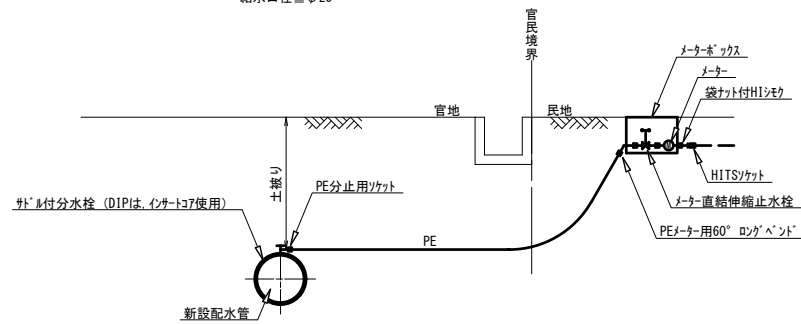 官民境界
メーターボックス
メーター
袋ナット付HIシモク
官地
民地
HITSソケット
メーター直結伸縮止水栓
PEメーター用60° ロングベンド
土被り
PE分止用ソケット
サドル付分水栓 (DIPは、インサートコア使用)
PE
新設配水管